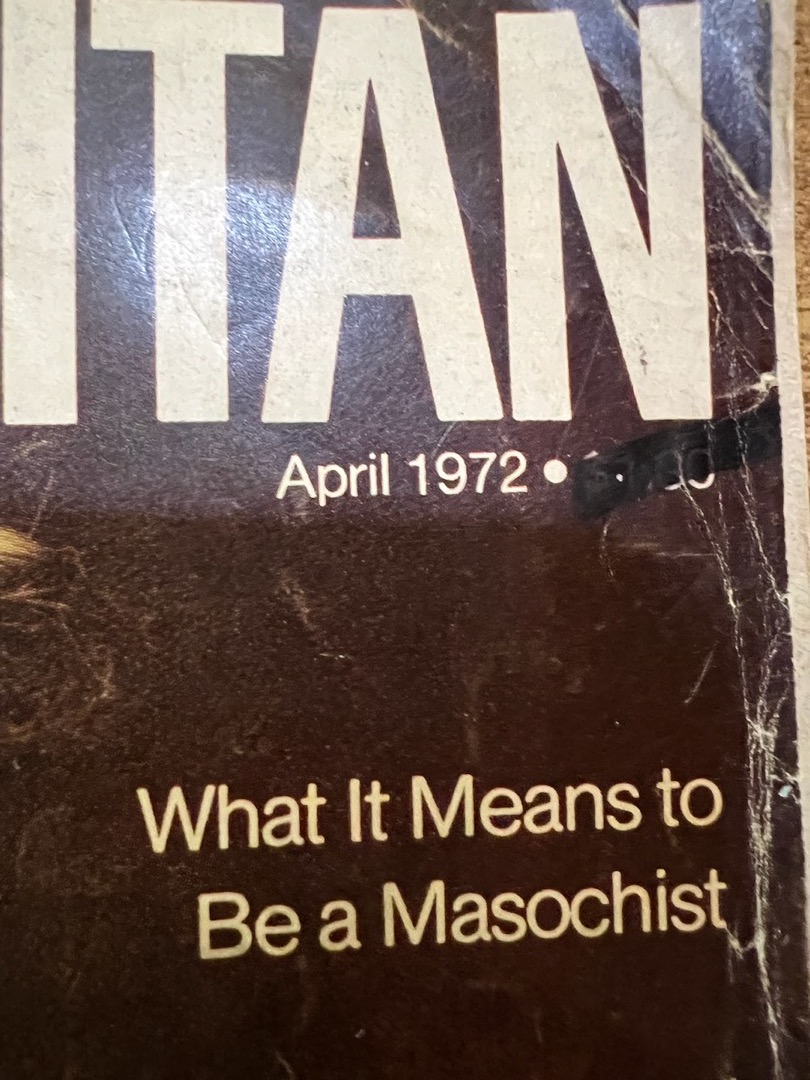 ITAN
April 1972 •
What It Means to
Be a Masochist